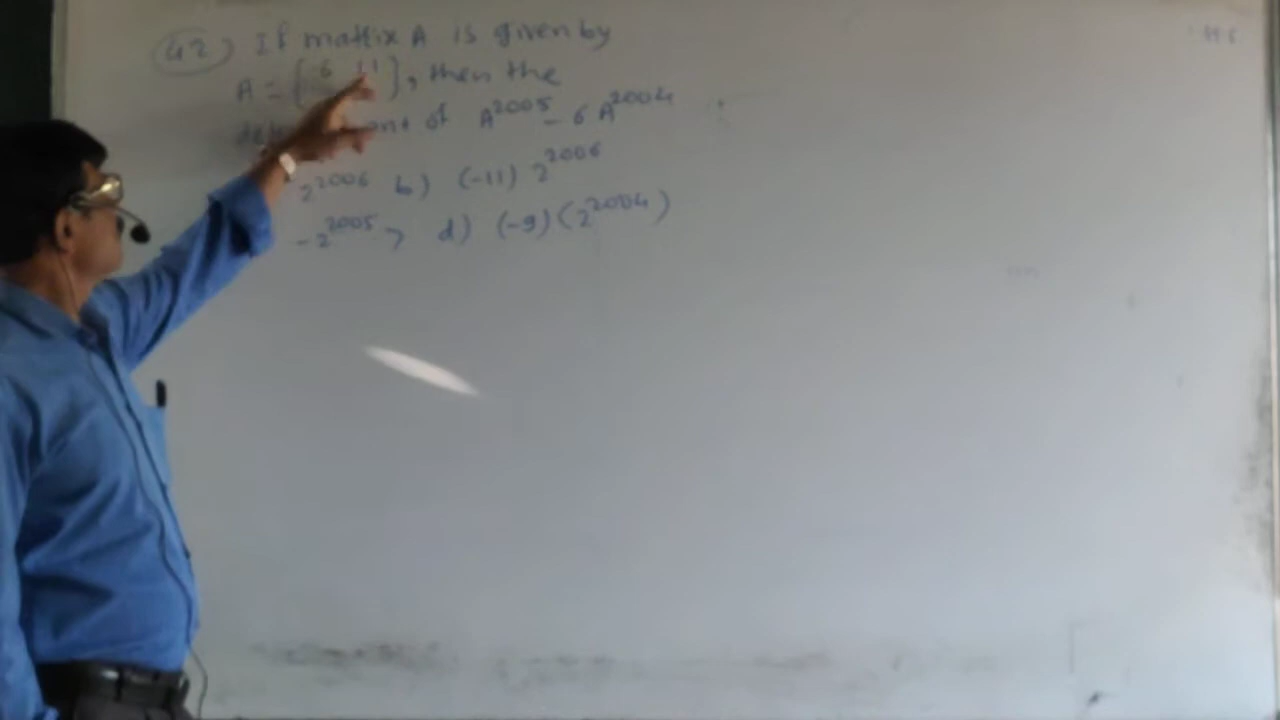 42) If matrix A is given by
A = [6 11], then the
of A^2005 - 6 A^2004
2^2006 b) (-11) 2^2006
-2^2005, d) (-9)(2^2004)